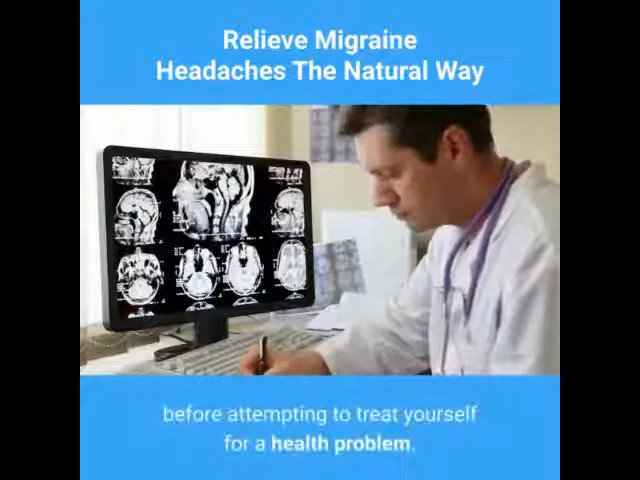 Relieve Migraine
Headaches The Natural Way
before attempting to treat yourself
for a health problem.